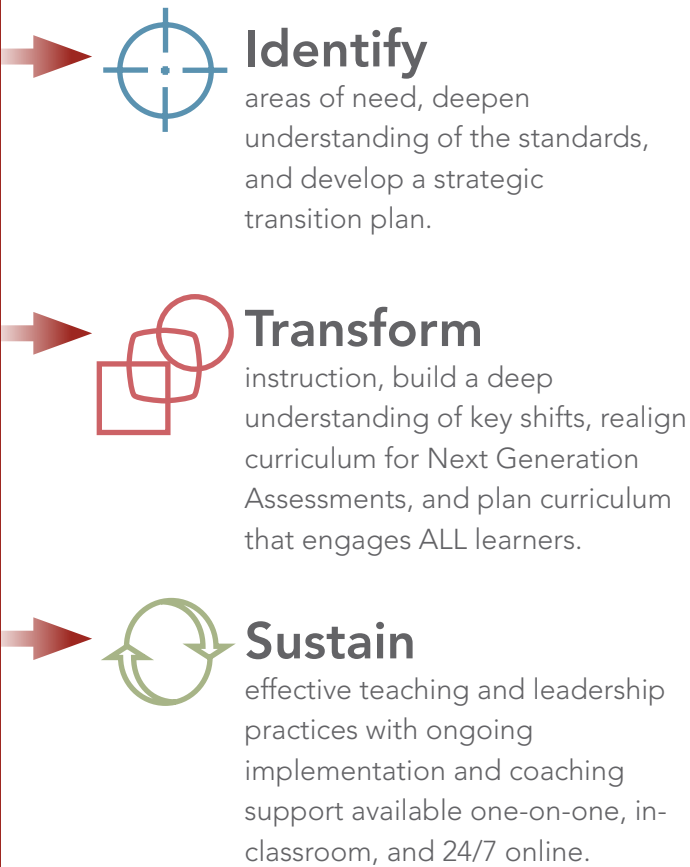 Identify
areas of need, deepen
understanding of the standards,
and develop a strategic
transition plan.
Transform
instruction, build a deep
understanding of key shifts, realign
curriculum for Next Generation
Assessments, and plan curriculum
that engages ALL learners.
Sustain
effective teaching and leadership
practices with ongoing
implementation and coaching
support available one-on-one, in-
classroom, and 24/7 online.